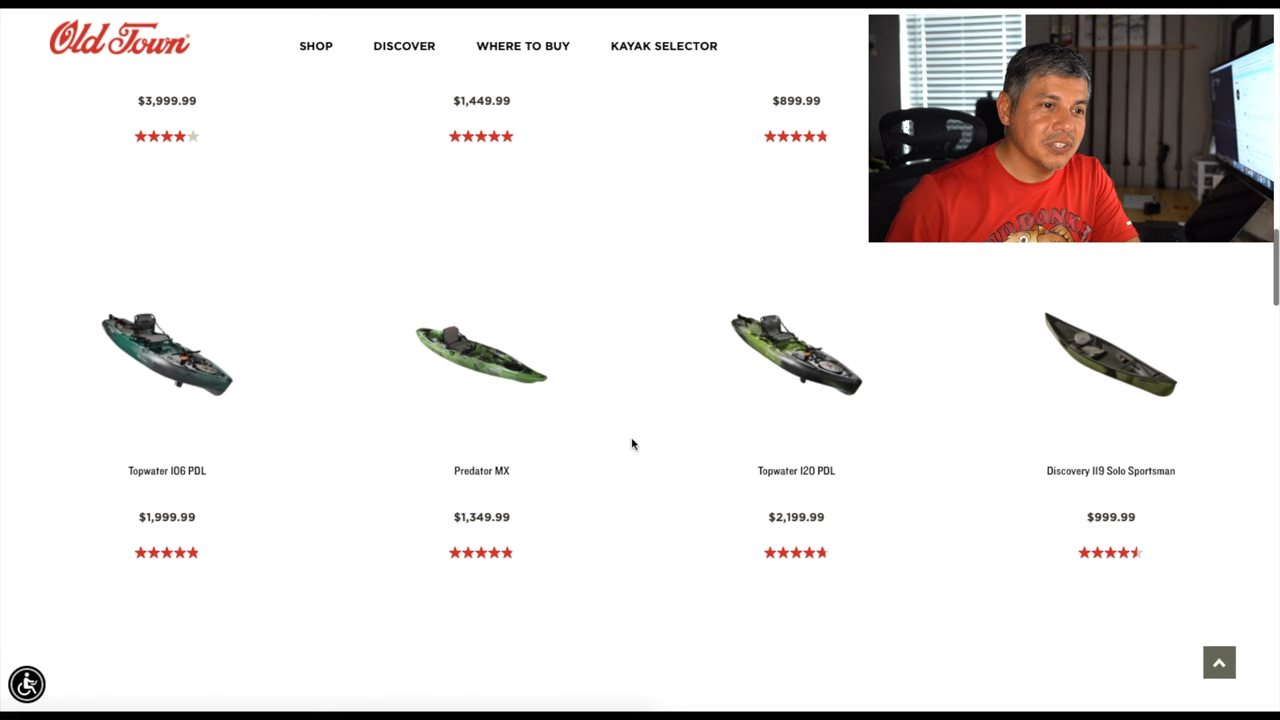 Old Town
SHOP DISCOVER WHERE TO BUY KAYAK SELECTOR
$3,999.99 $1,449.99 $899.99
Topwater 106 PDL Predator MX Topwater 120 PDL Discovery 119 Solo Sportsman
$1,999.99 $1,349.99 $2,199.99 $999.99